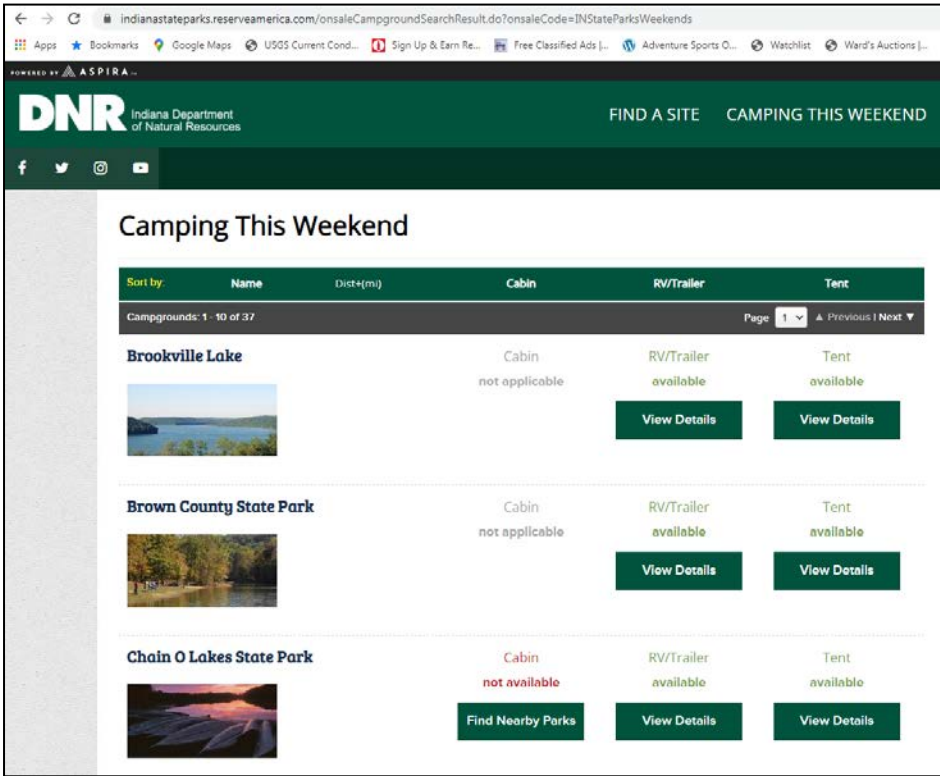 indianastateparks.reserveamerica.com/onsaleCampgroundSearchResult.do?onsaleCode=INStateParksWeekends
Apps Bookmarks Google Maps USGS Current Cond... Sign Up & Earn Re... Free Classified Ads |... Adventure Sports O... Watchlist Ward's Auctions |...
POWERED BY ASPIRA
DNR Indiana Department
of Natural Resources
FIND A SITE CAMPING THIS WEEKEND
Camping This Weekend
Sort by: Name Dist+(mi) Cabin RV/Trailer Tent
Campgrounds: 1 - 10 of 37 Page 1 ▲ Previous | Next ▼
Brookville Lake Cabin RV/Trailer Tent
not applicable available available
View Details View Details
Brown County State Park Cabin RV/Trailer Tent
not applicable available available
View Details View Details
Chain O Lakes State Park Cabin RV/Trailer Tent
not available available available
Find Nearby Parks View Details View Details